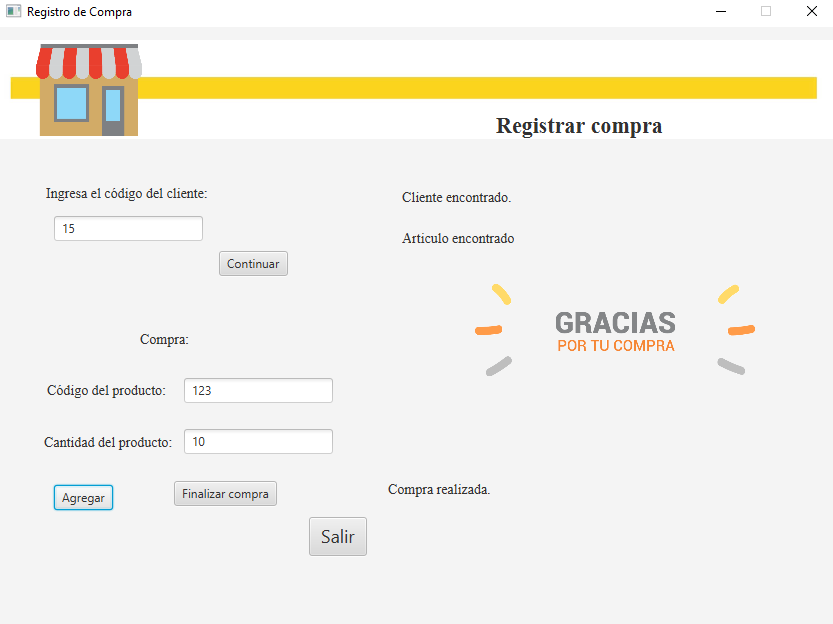 Registro de Compra
Registrar compra
Ingresa el código del cliente:
Cliente encontrado.
15
Articulo encontrado
Continuar
GRACIAS
POR TU COMPRA
Compra:
Código del producto:
123
Cantidad del producto:
10
Agregar
Finalizar compra
Compra realizada.
Salir